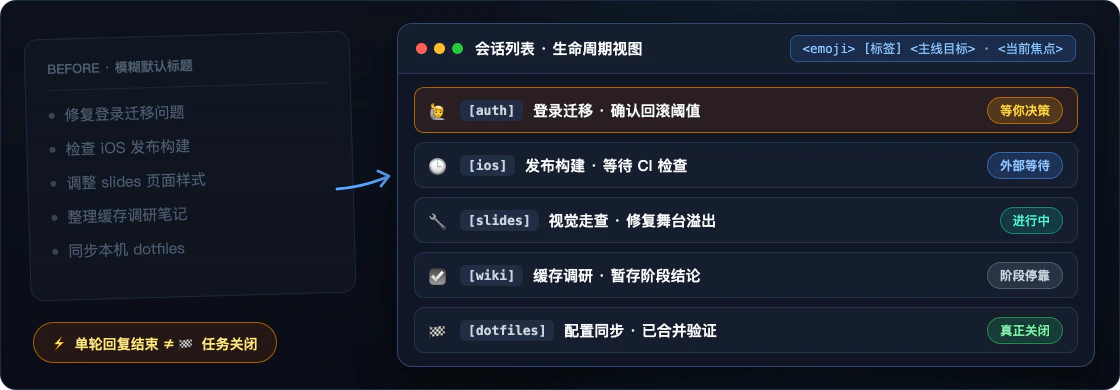 BEFORE · 模糊默认标题
• 修复登录迁移问题
• 检查 iOS 发布构建
• 调整 slides 页面样式
• 整理缓存调研笔记
• 同步本机 dotfiles
⚡ 单轮回复结束 ≠ 🏁 任务关闭
会话列表 · 生命周期视图
<emoji> [标签] <主线目标> · <当前焦点>
🙋 [auth] 登录迁移 · 确认回滚阈值 等你决策
🕒 [ios] 发布构建 · 等待 CI 检查 外部等待
🔧 [slides] 视觉走查 · 修复舞台溢出 进行中
☑️ [wiki] 缓存调研 · 暂存阶段结论 阶段停靠
🏁 [dotfiles] 配置同步 · 已合并验证 真正关闭